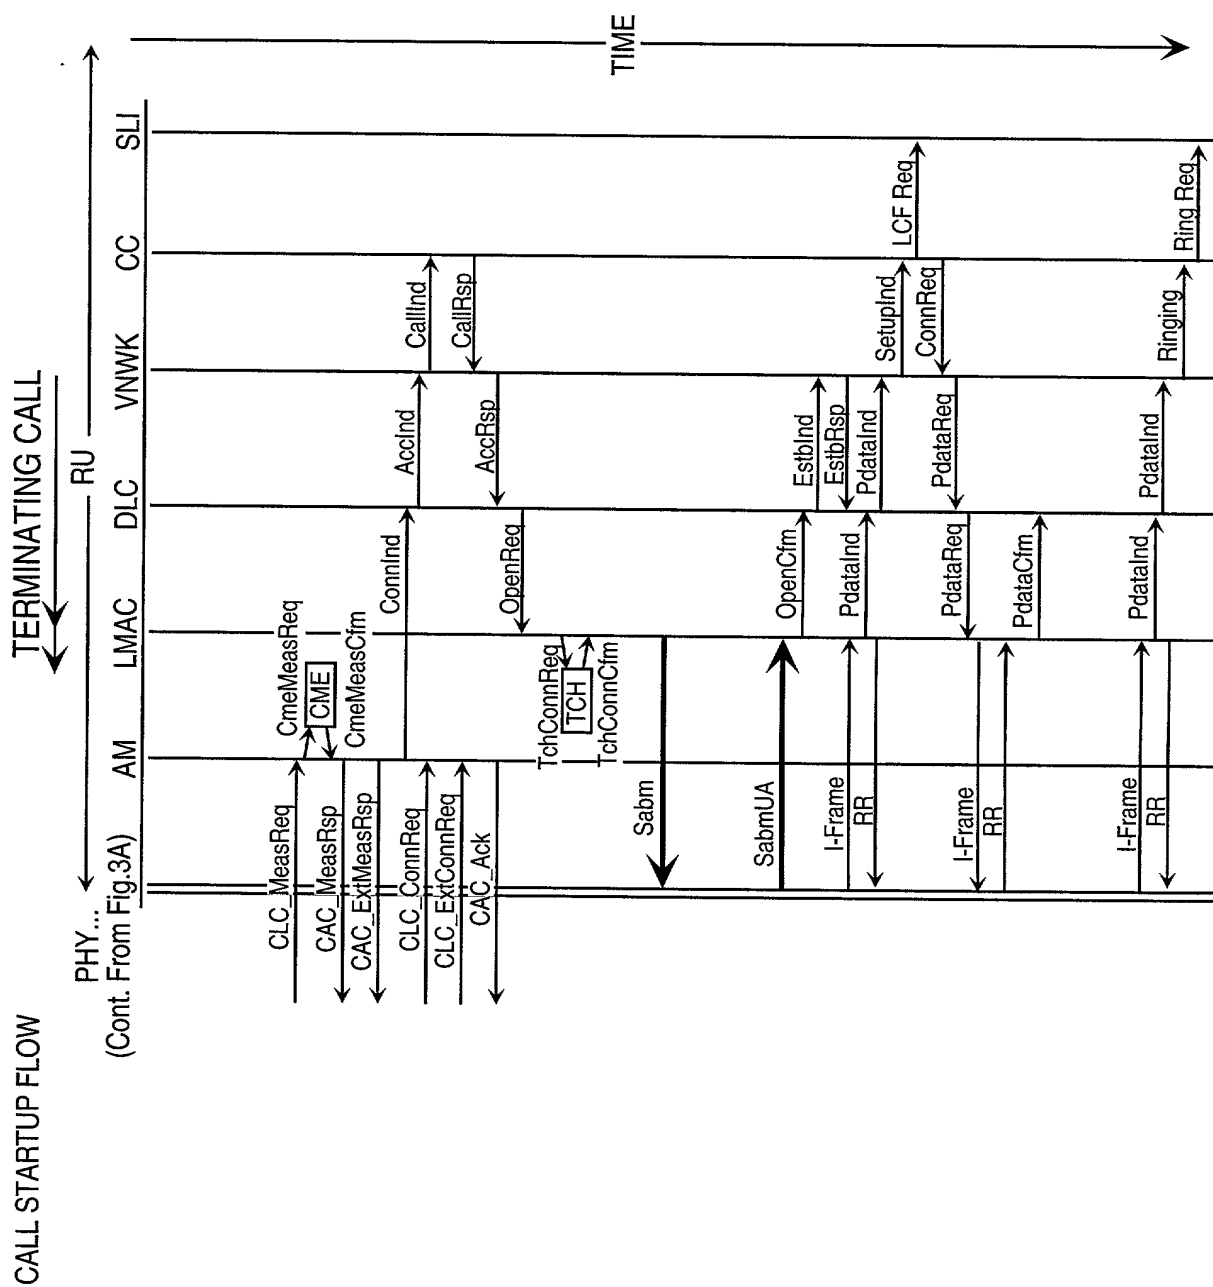 CALL STARTUP FLOW
TERMINATING CALL
RU
PHY...
(Cont. From Fig.3A)
AM
LMAC
DLC
VNWK
CC
SLI
TIME
CLC_MeasReq
CmeMeasReq
CME
CAC_MeasRsp
CmeMeasCfm
CAC_ExtMeasRsp
ConnInd
AccInd
CallInd
CLC_ConnReq
CLC_ExtConnReq
CallRsp
CAC_Ack
AccRsp
OpenReq
TchConnReq
TCH
TchConnCfm
Sabm
SabmUA
OpenCfm
EstbInd
I-Frame
EstbRsp
PdataInd
PdataInd
RR
SetupInd
LCF Req
ConnReq
PdataReq
PdataReq
I-Frame
RR
PdataCfm
I-Frame
PdataInd
PdataInd
RR
Ringing
Ring Req